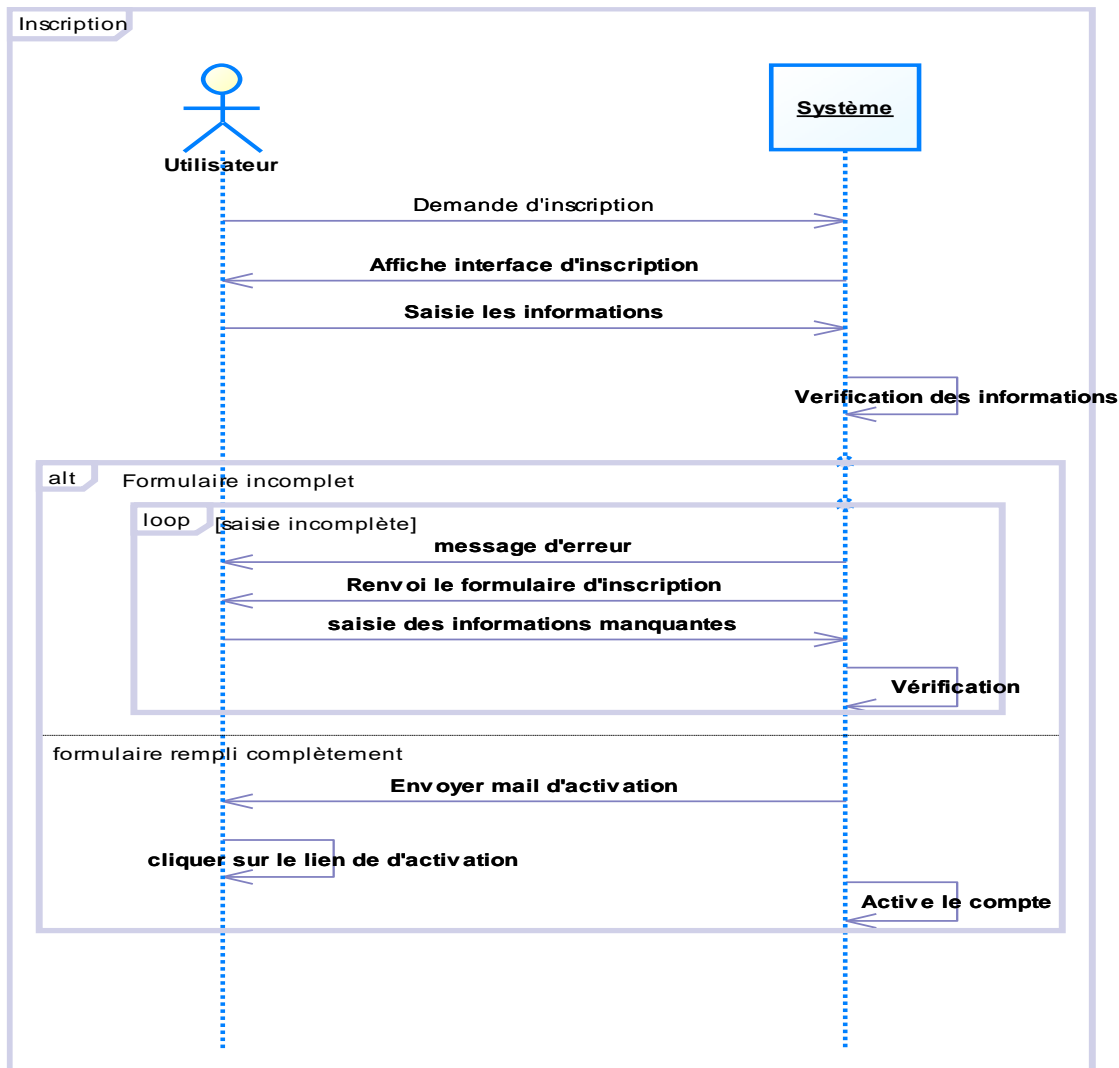 Inscription
Système
Utilisateur
Demande d'inscription
Affiche interface d'inscription
Saisie les informations
Verification des informations
alt
Formulaire incomplet
loop
[saisie incomplète]
message d'erreur
Renvoi le formulaire d'inscription
saisie des informations manquantes
Vérification
formulaire rempli complètement
Envoyer mail d'activation
cliquer sur le lien de d'activation
Active le compte